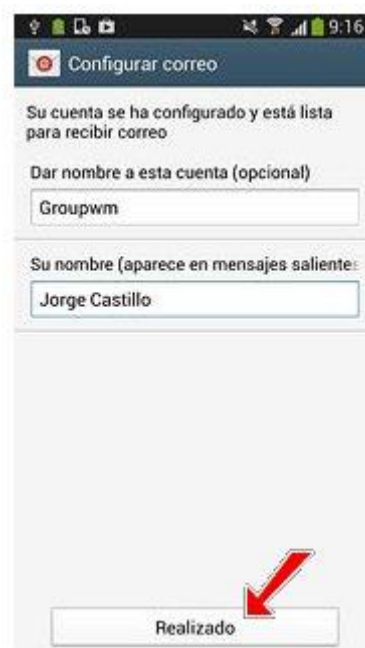 9:16
Configurar correo
Su cuenta se ha configurado y está lista
para recibir correo
Dar nombre a esta cuenta (opcional)
Groupwm
Su nombre (aparece en mensajes saliente
Jorge Castillo
Realizado